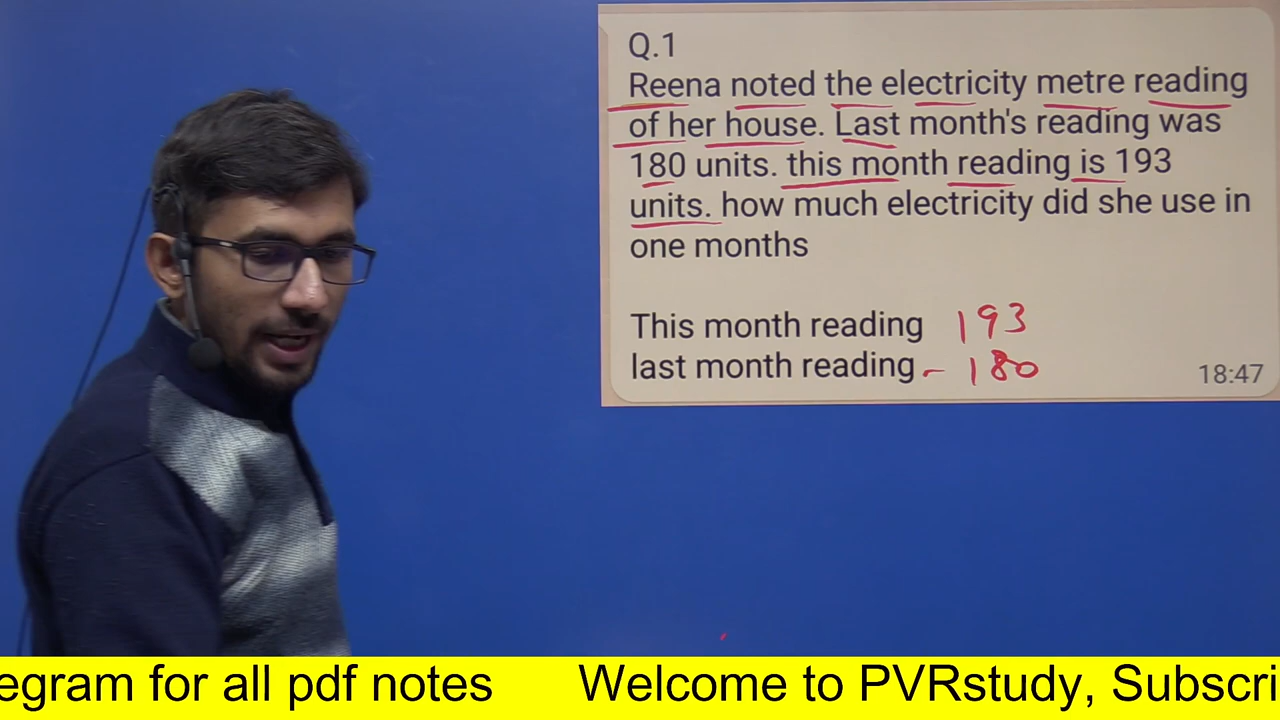 Q.1
Reena noted the electricity metre reading
of her house. Last month's reading was
180 units. this month reading is 193
units. how much electricity did she use in
one months
This month reading 193
last month reading - 180
18:47
egram for all pdf notes Welcome to PVRstudy, Subscri